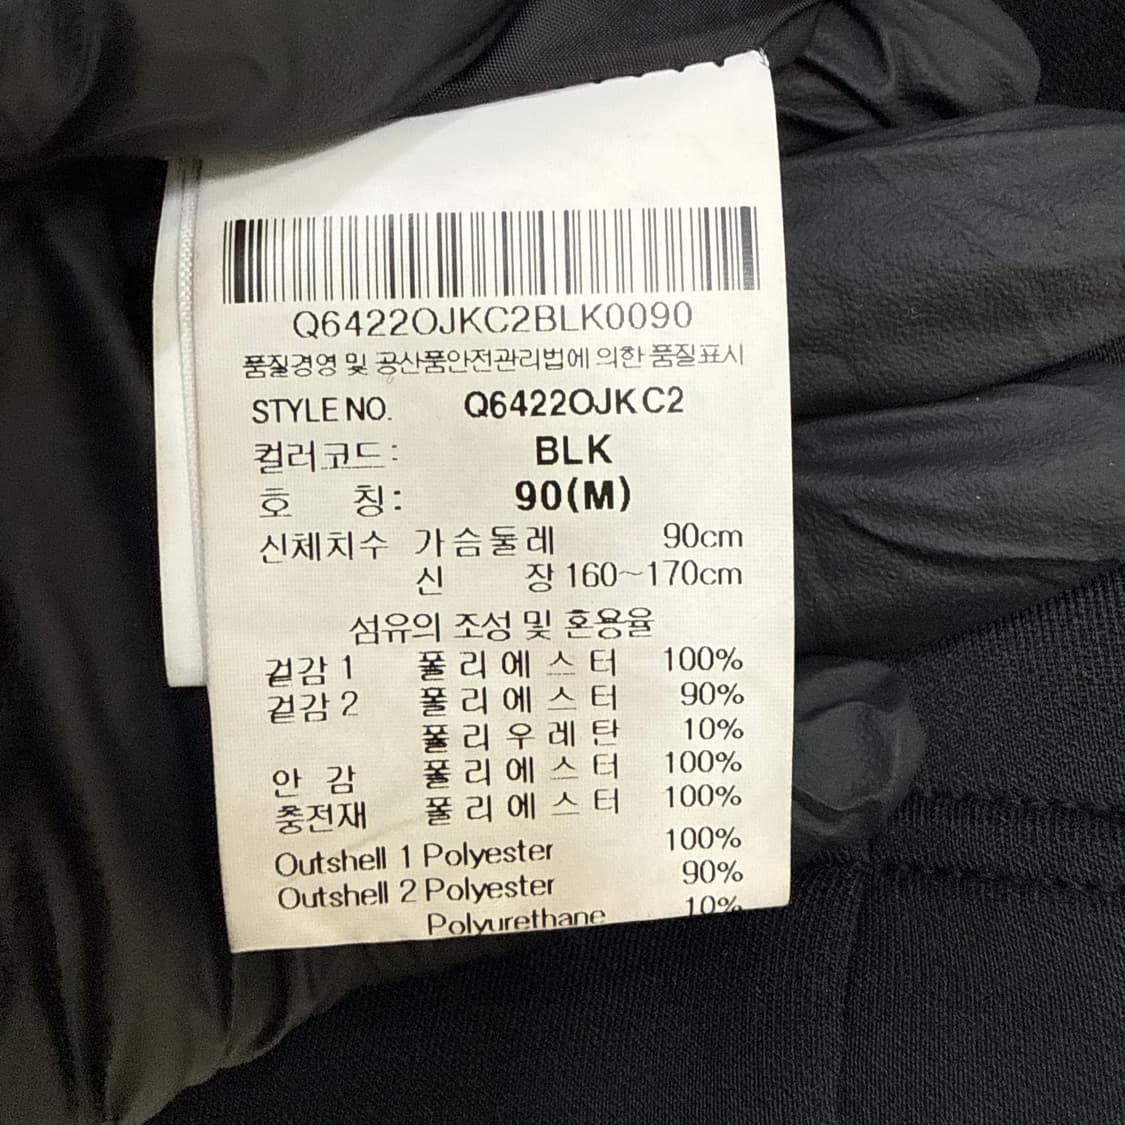 Q6422OJKC2BLK0090
품질경영 및 공산품안전관리법에 의한 품질표시
STYLE NO. Q6422OJKC2
컬러코드: BLK
호 칭: 90(M)
신체치수 가슴둘레 90cm
신 장 160~170cm
섬유의 조성 및 혼용율
겉감 1 폴리에스터 100%
겉감 2 폴리에스터 90%
폴리우레탄 10%
안 감 폴리에스터 100%
충전재 폴리에스터 100%
Outshell 1 Polyester 100%
Outshell 2 Polyester 90%
Polyurethane 10%